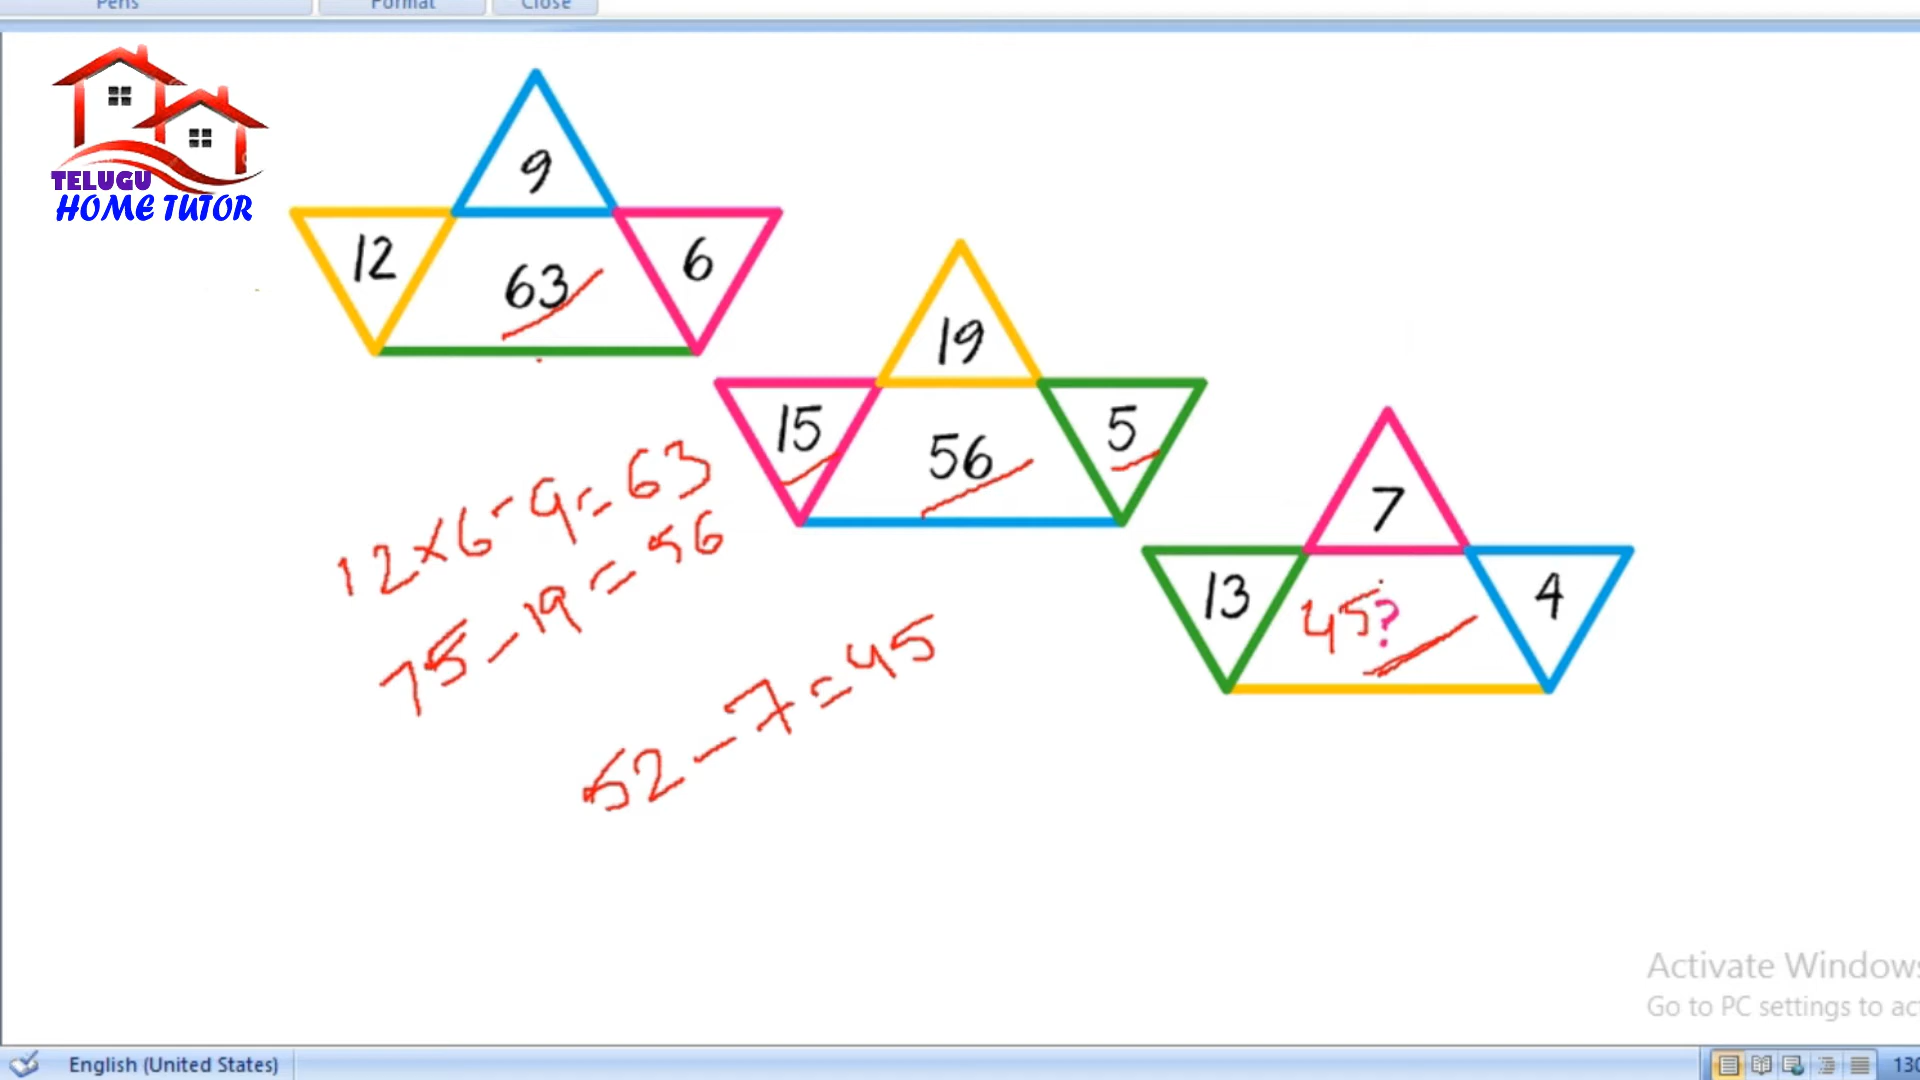 Pens Format Close
TELUGU
HOME TUTOR
9
12 63 6
19
15 56 5
7
13 45? 4
12×6-9=63
75-19=56
52-7=45
Activate Windows
Go to PC settings to
English (United States)
130